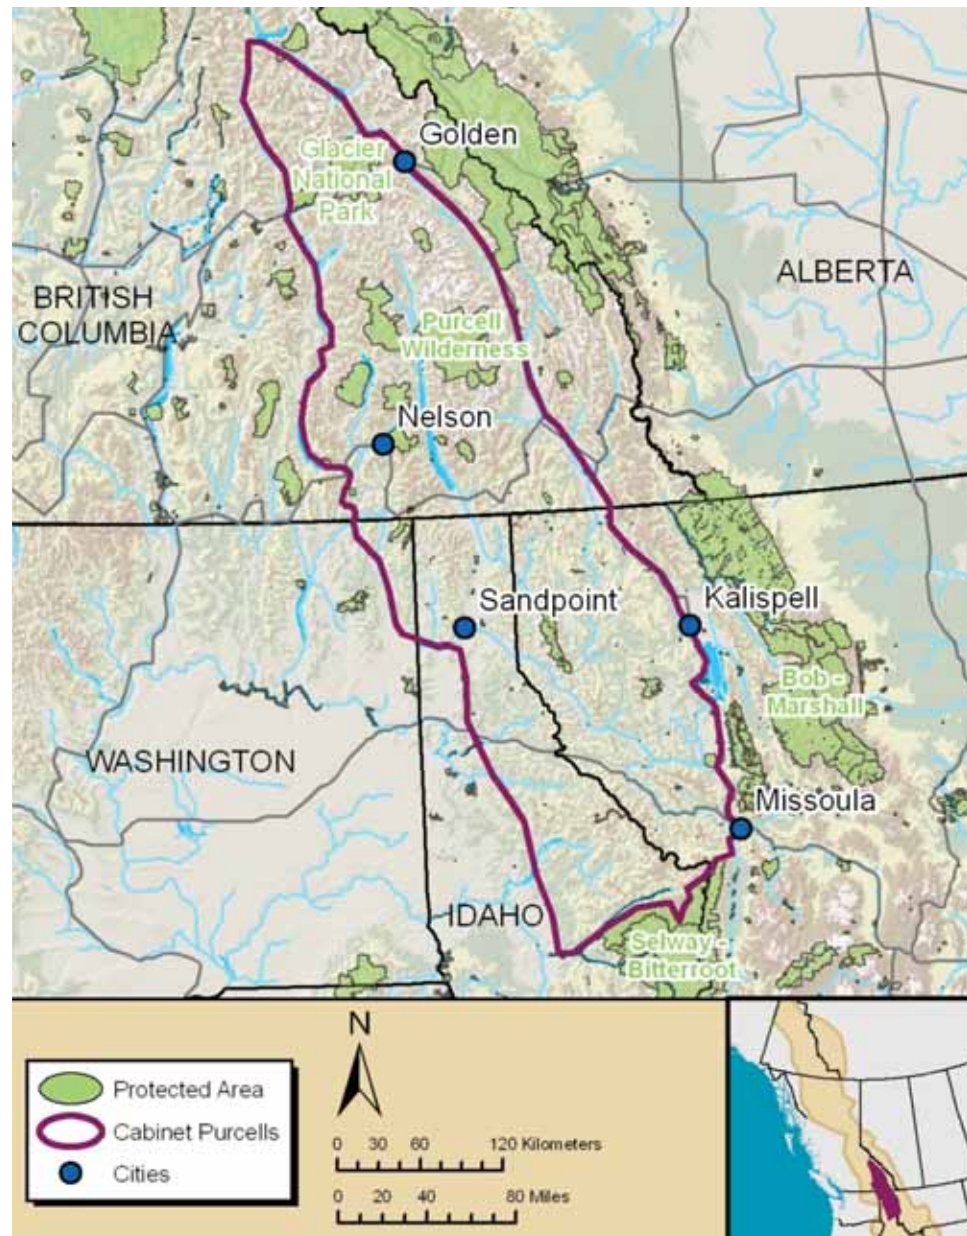 Golden
Glacier
National
Park
ALBERTA
BRITISH
COLUMBIA
Purcell
Wilderness
Nelson
Sandpoint
Kalispell
Bob -
Marshall
WASHINGTON
Missoula
IDAHO
Selway -
Bitterroot
Protected Area
Cabinet Purcells
Cities
N
0 30 60 120 Kilometers
0 20 40 80 Miles